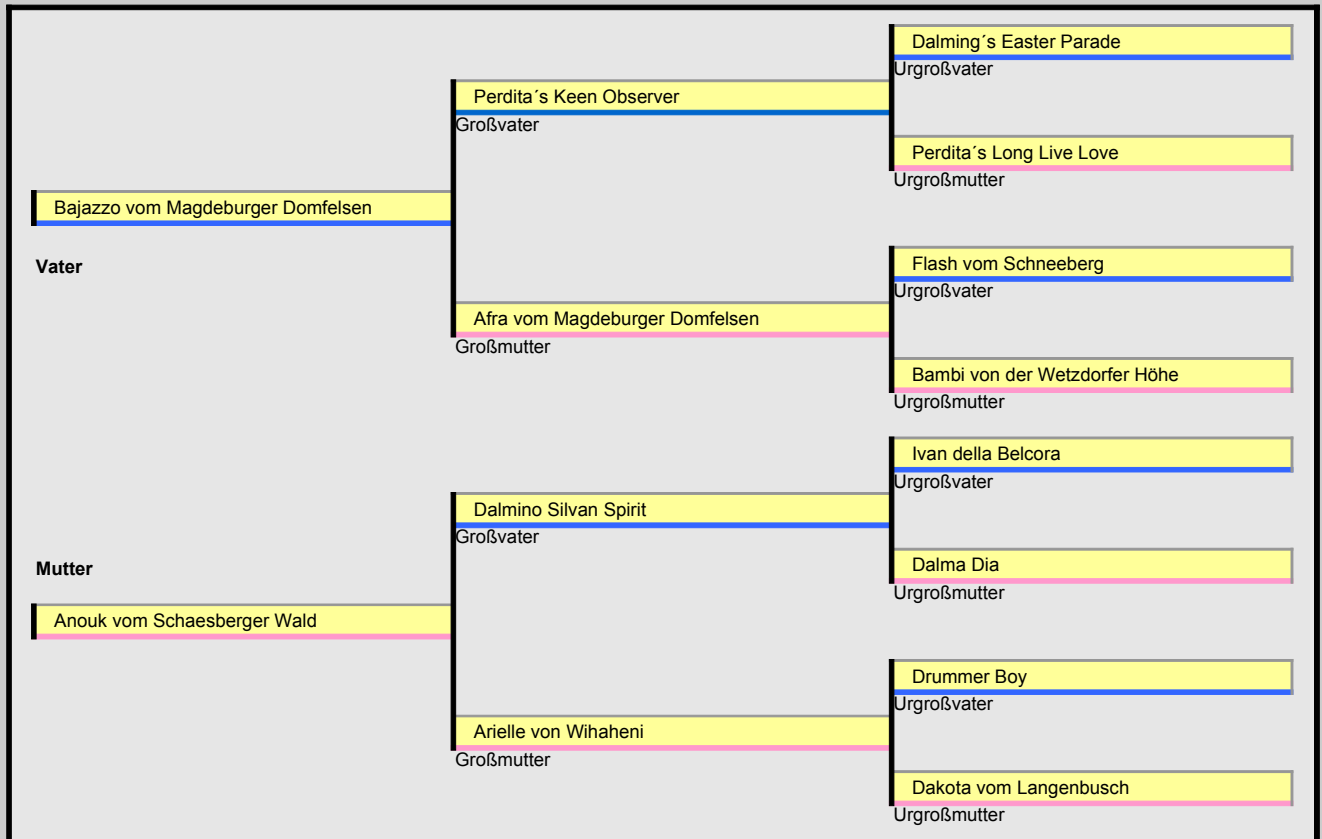 Dalming´s Easter Parade
Urgroßvater
Perdita´s Keen Observer
Großvater
Perdita´s Long Live Love
Urgroßmutter
Bajazzo vom Magdeburger Domfelsen
Vater
Flash vom Schneeberg
Urgroßvater
Afra vom Magdeburger Domfelsen
Großmutter
Bambi von der Wetzdorfer Höhe
Urgroßmutter
Ivan della Belcora
Urgroßvater
Dalmino Silvan Spirit
Großvater
Mutter
Dalma Dia
Urgroßmutter
Anouk vom Schaesberger Wald
Drummer Boy
Urgroßvater
Arielle von Wihaheni
Großmutter
Dakota vom Langenbusch
Urgroßmutter